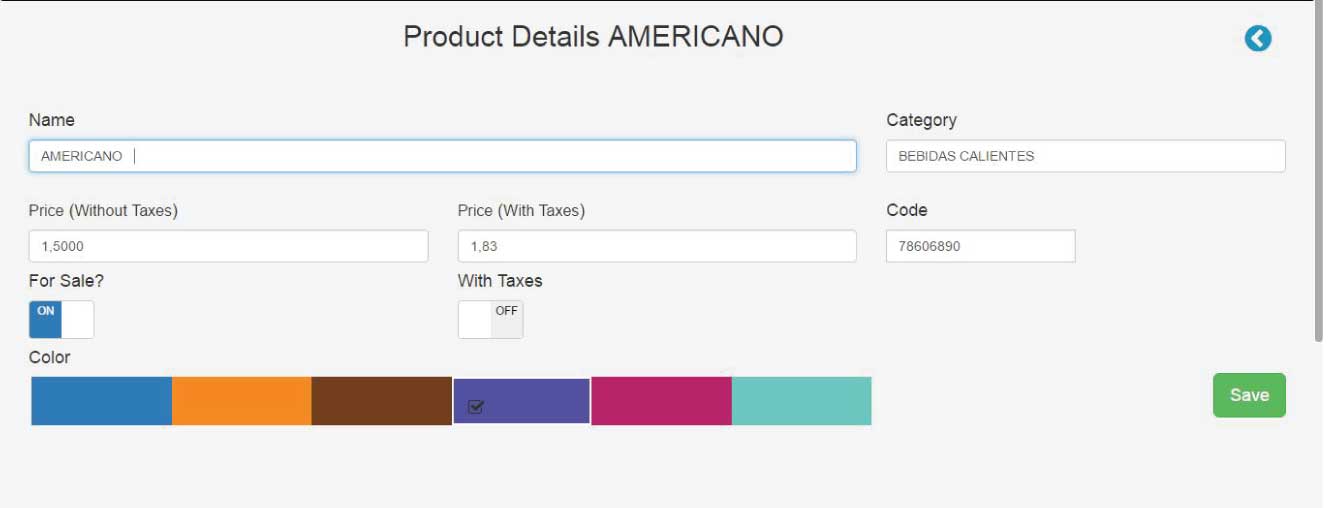 Product Details AMERICANO
Name
Category
AMERICANO
BEBIDAS CALIENTES
Price (Without Taxes)
Price (With Taxes)
Code
1,5000
1,83
78606890
For Sale?
With Taxes
ON
OFF
Color
Save